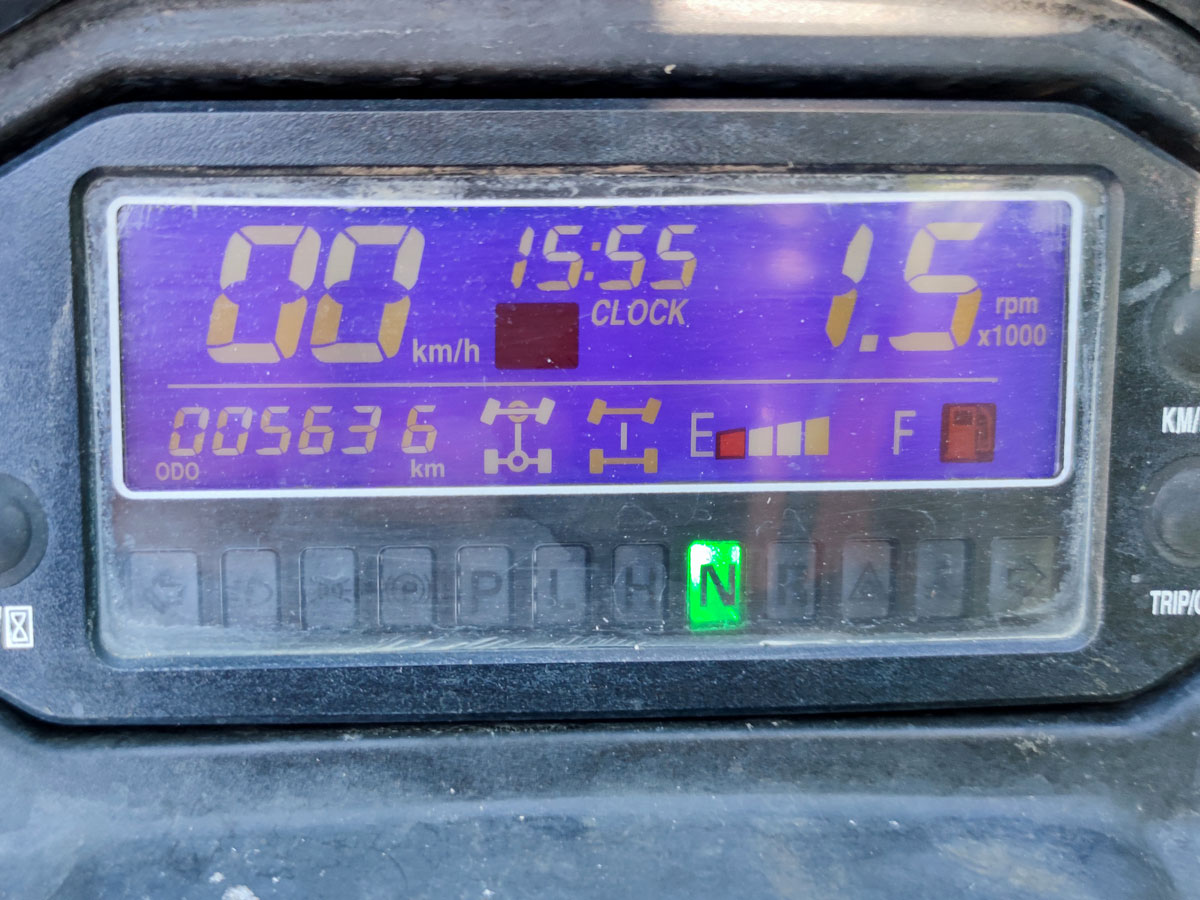 00 km/h 15:55 CLOCK 1.5 rpm x1000
005636 km ODO E F
KM/
P L H N R
TRIP/